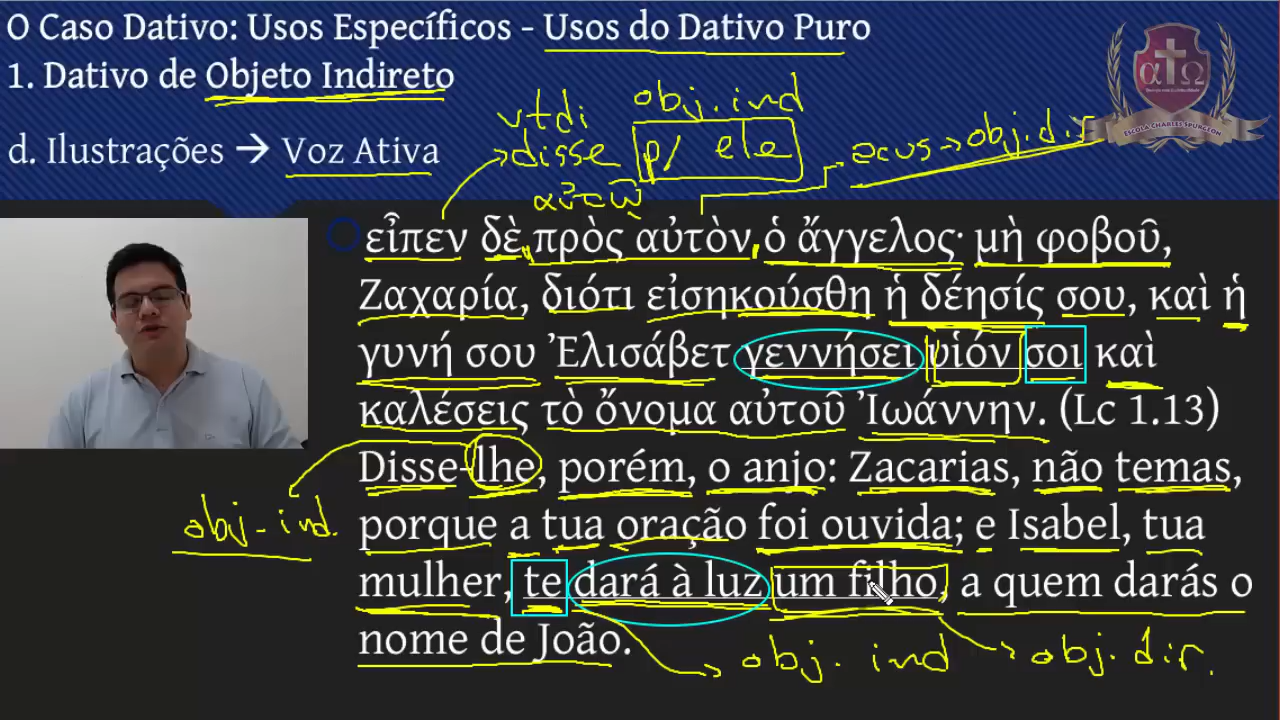 O Caso Dativo: Usos Específicos - Usos do Dativo Puro
1. Dativo de Objeto Indireto
d. Ilustrações → Voz Ativa
vtdi
disse
αὐτῷ
obj. ind
p/ ele
acus → obj. dir
α † Ω
ESCOLA CHARLES SPURGEON
εἶπεν δὲ πρὸς αὐτὸν ὁ ἄγγελος· μὴ φοβοῦ,
Ζαχαρία, διότι εἰσηκούσθη ἡ δέησίς σου, καὶ ἡ
γυνή σου Ἐλισάβετ γεννήσει υἱόν σοι καὶ
καλέσεις τὸ ὄνομα αὐτοῦ Ἰωάννην. (Lc 1.13)
Disse-lhe, porém, o anjo: Zacarias, não temas,
porque a tua oração foi ouvida; e Isabel, tua
mulher, te dará à luz um filho, a quem darás o
nome de João.
obj-ind.
obj. ind
obj. dir.